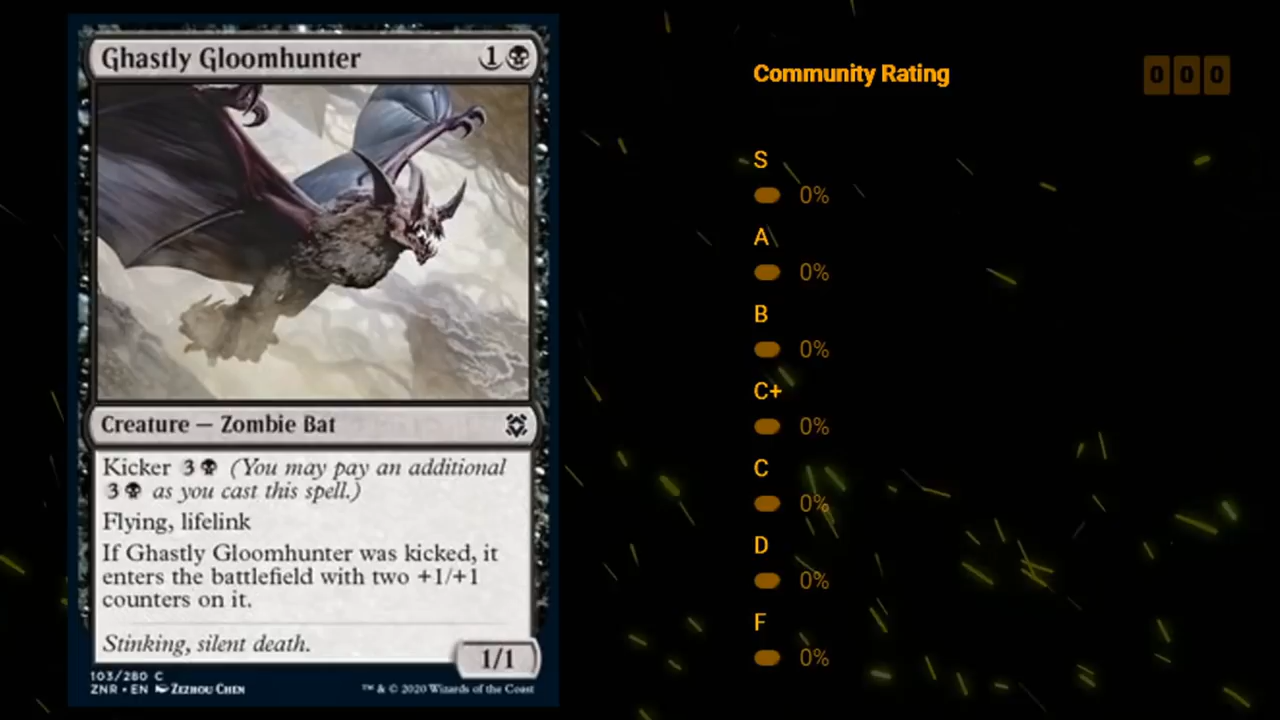 Ghastly Gloomhunter 1
Creature — Zombie Bat
Kicker 3 (You may pay an additional
3 as you cast this spell.)
Flying, lifelink
If Ghastly Gloomhunter was kicked, it
enters the battlefield with two +1/+1
counters on it.
Stinking, silent death.
1/1
103/280 C
ZNR • EN Zezhou Chen
™ & © 2020 Wizards of the Coast
Community Rating
000
S
0%
A
0%
B
0%
C+
0%
C
0%
D
0%
F
0%